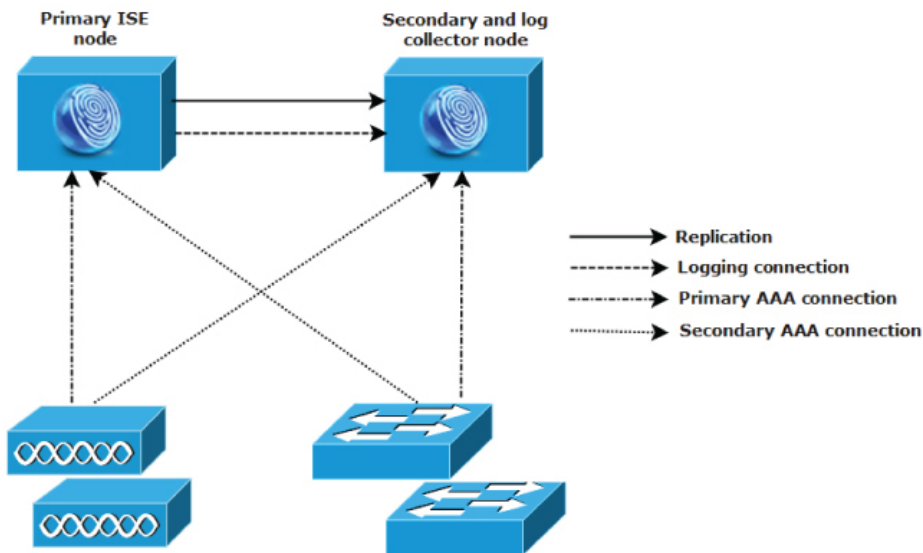 Primary ISE
node
Secondary and log
collector node
Replication
Logging connection
Primary AAA connection
Secondary AAA connection